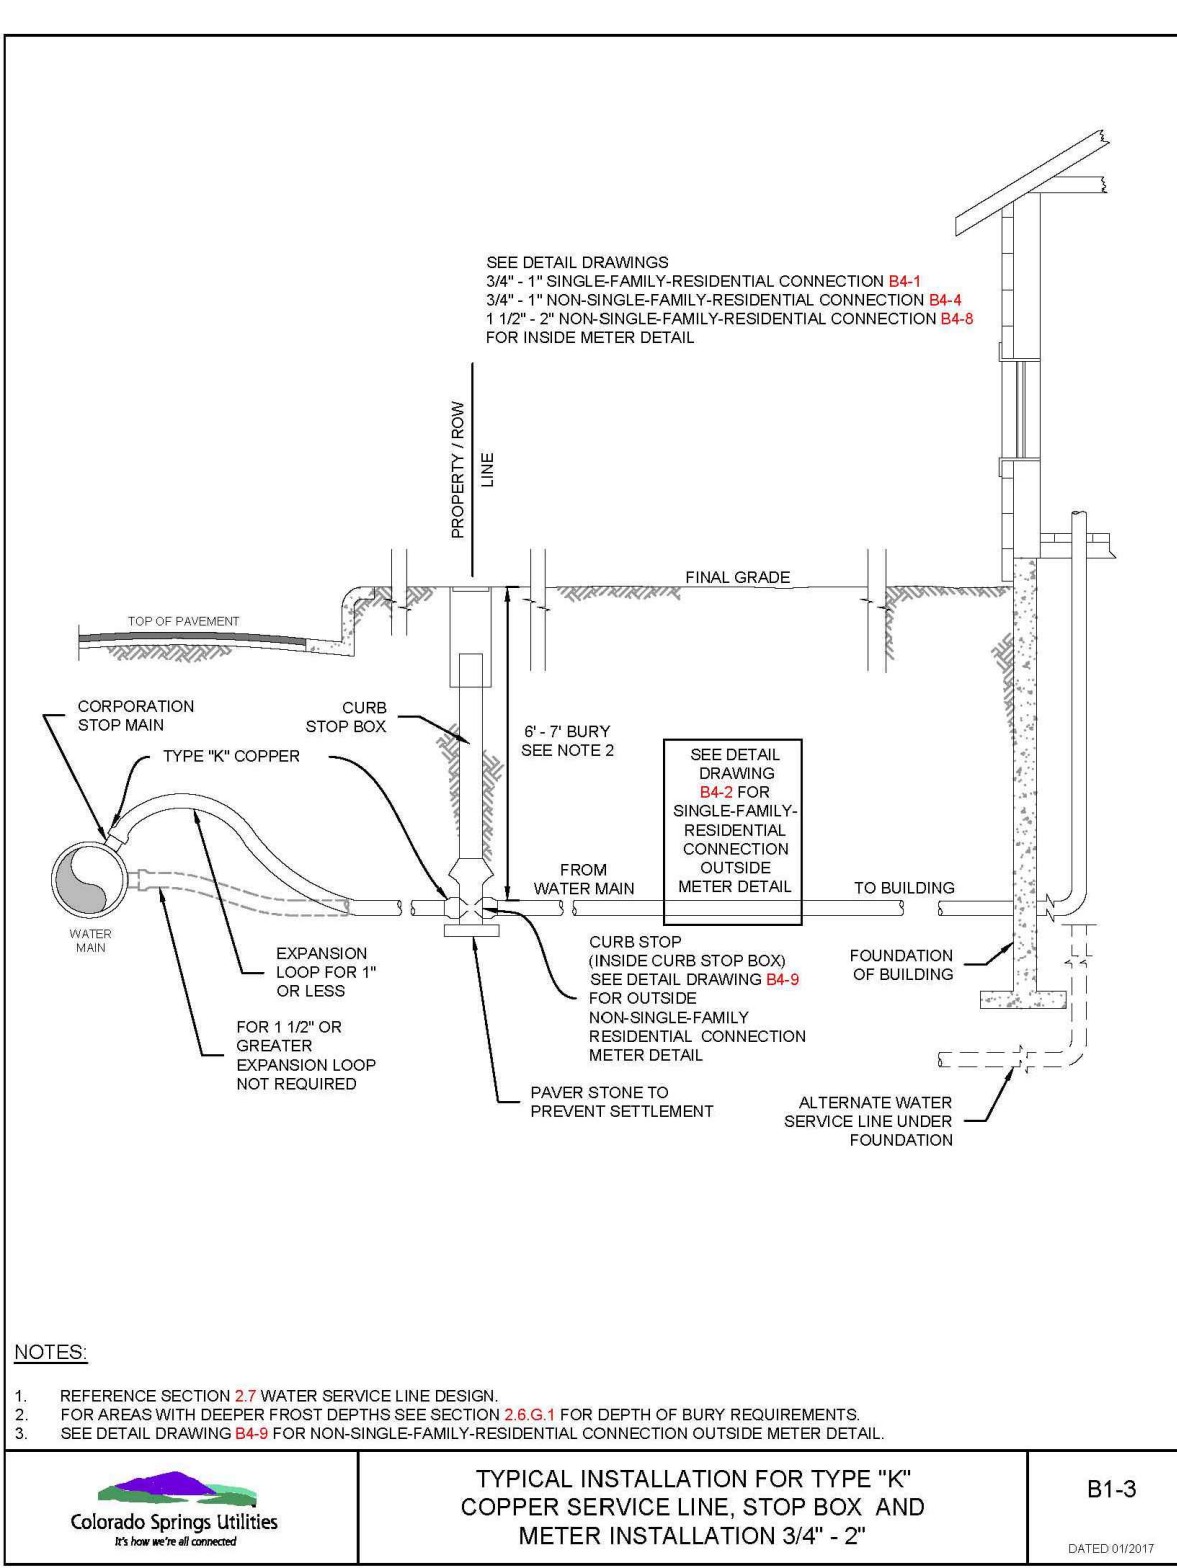 SEE DETAIL DRAWINGS
3/4" - 1" SINGLE-FAMILY-RESIDENTIAL CONNECTION B4-1
3/4" - 1" NON-SINGLE-FAMILY-RESIDENTIAL CONNECTION B4-4
1 1/2" - 2" NON-SINGLE-FAMILY-RESIDENTIAL CONNECTION B4-8
FOR INSIDE METER DETAIL
PROPERTY / ROW
LINE
FINAL GRADE
TOP OF PAVEMENT
CORPORATION
STOP MAIN
CURB
STOP BOX
6' - 7' BURY
SEE NOTE 2
TYPE "K" COPPER
SEE DETAIL
DRAWING
B4-2 FOR
SINGLE-FAMILY-
RESIDENTIAL
CONNECTION
OUTSIDE
METER DETAIL
FROM
WATER MAIN
TO BUILDING
WATER
MAIN
EXPANSION
LOOP FOR 1"
OR LESS
CURB STOP
(INSIDE CURB STOP BOX)
SEE DETAIL DRAWING B4-9
FOR OUTSIDE
NON-SINGLE-FAMILY
RESIDENTIAL CONNECTION
METER DETAIL
FOUNDATION
OF BUILDING
FOR 1 1/2" OR
GREATER
EXPANSION LOOP
NOT REQUIRED
PAVER STONE TO
PREVENT SETTLEMENT
ALTERNATE WATER
SERVICE LINE UNDER
FOUNDATION
NOTES:
1. REFERENCE SECTION 2.7 WATER SERVICE LINE DESIGN.
2. FOR AREAS WITH DEEPER FROST DEPTHS SEE SECTION 2.6.G.1 FOR DEPTH OF BURY REQUIREMENTS.
3. SEE DETAIL DRAWING B4-9 FOR NON-SINGLE-FAMILY-RESIDENTIAL CONNECTION OUTSIDE METER DETAIL.
Colorado Springs Utilities
It's how we're all connected
TYPICAL INSTALLATION FOR TYPE "K"
COPPER SERVICE LINE, STOP BOX AND
METER INSTALLATION 3/4" - 2"
B1-3
DATED 01/2017